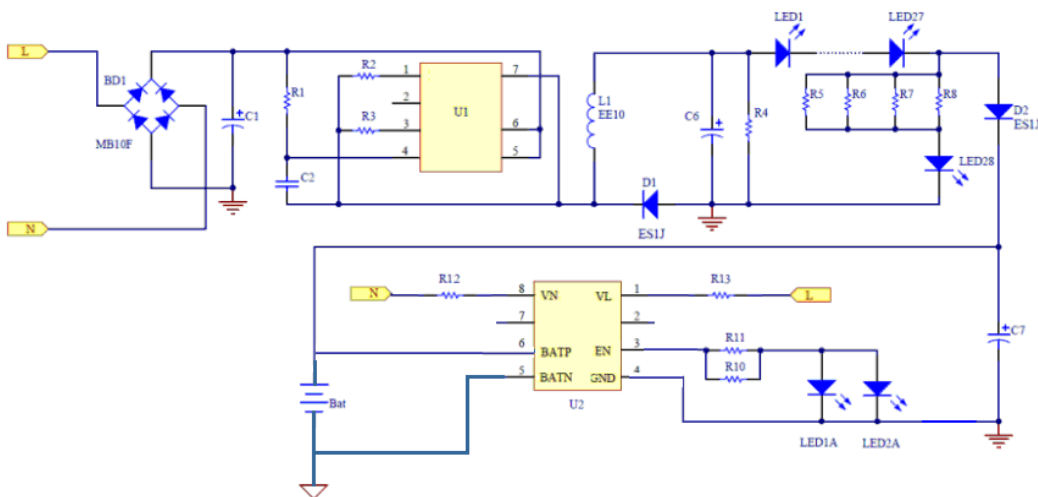 LED1
LED27
L
BD1
R2
1
7
L1
EE10
R1
C1
2
U1
C6
R4
R5
R6
R7
R8
D2
ES1J
R3
3
6
MB10F
4
5
LED28
C2
D1
N
ES1J
R12
R13
N
8
VN
VL
1
L
7
2
C7
6
BATP
EN
3
R11
5
BATN
GND
4
R10
Bat
U2
LED1A
LED2A